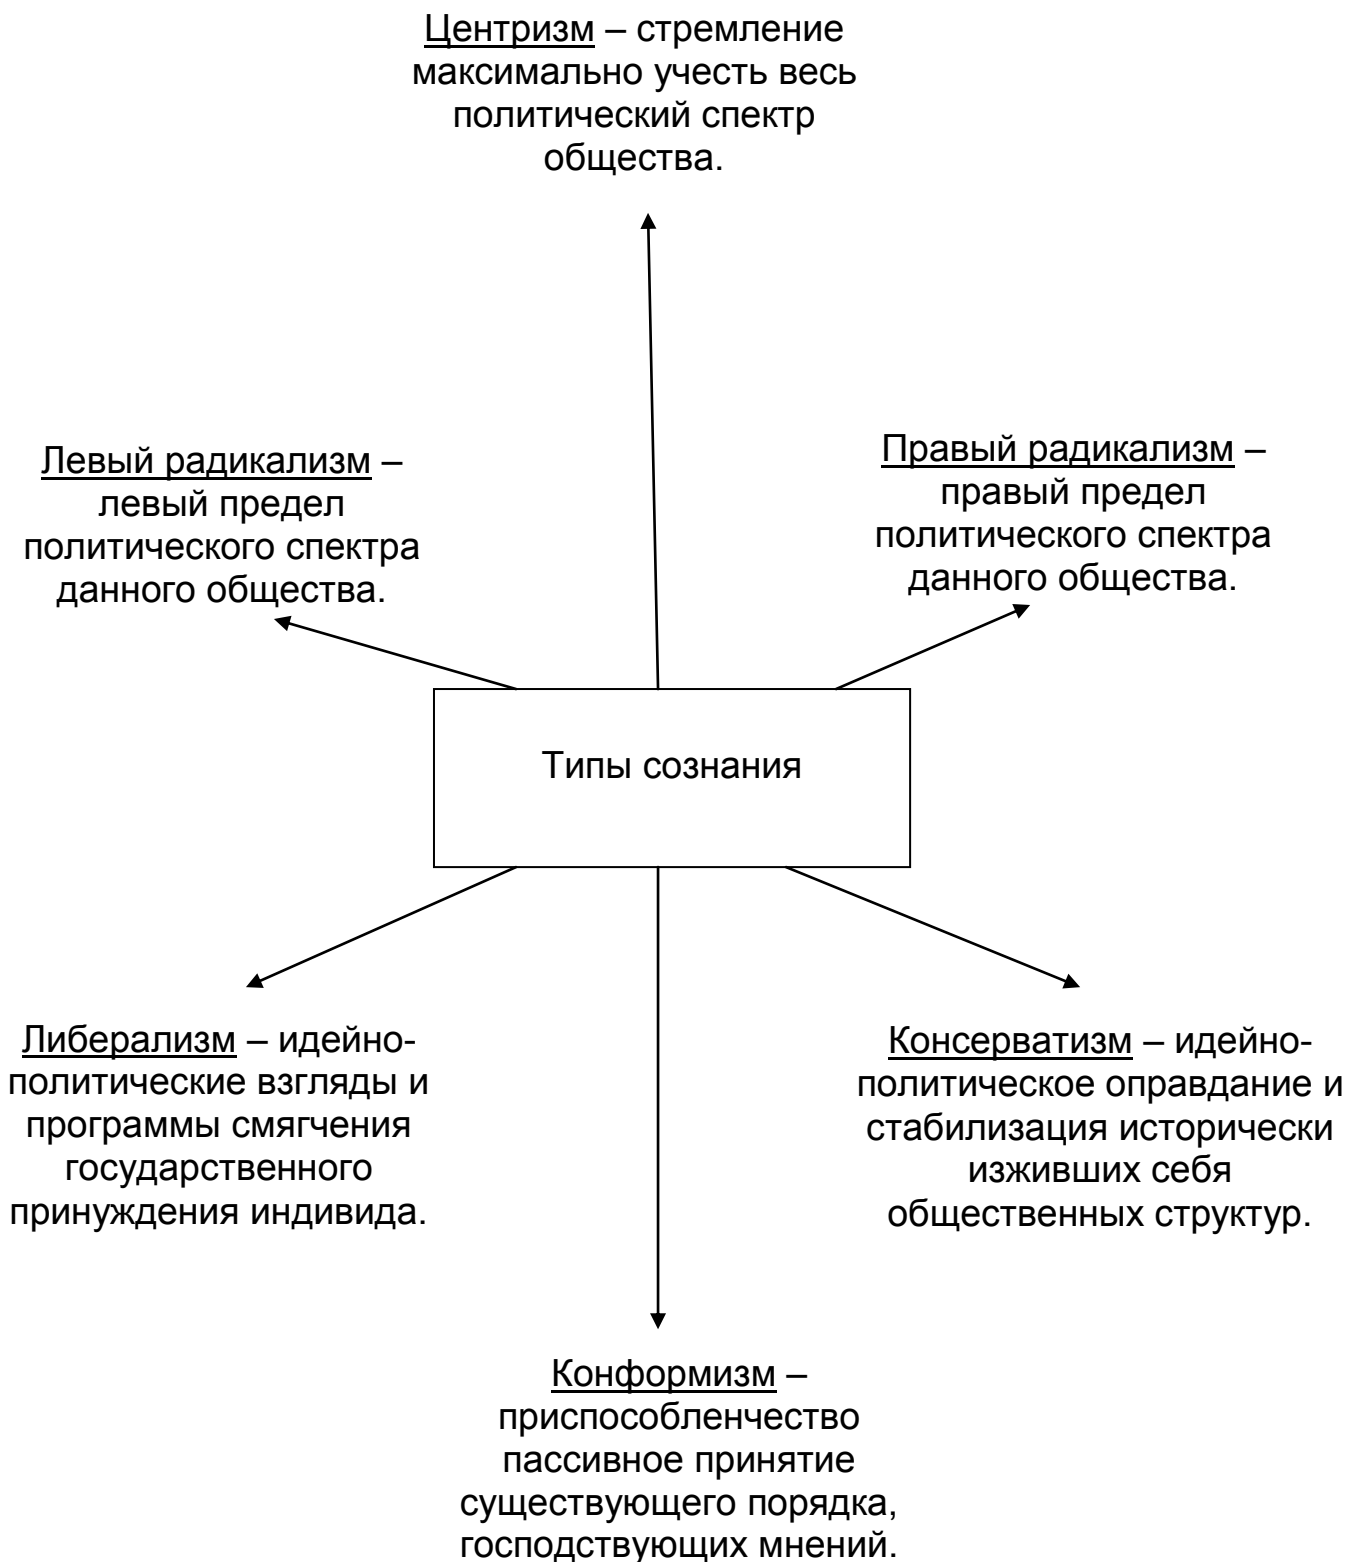 Центризм – стремление
максимально учесть весь
политический спектр
общества.
Левый радикализм –
левый предел
политического спектра
данного общества.
Правый радикализм –
правый предел
политического спектра
данного общества.
Типы сознания
Либерализм – идейно-
политические взгляды и
программы смягчения
государственного
принуждения индивида.
Консерватизм – идейно-
политическое оправдание и
стабилизация исторически
изживших себя
общественных структур.
Конформизм –
приспособленчество
пассивное принятие
существующего порядка,
господствующих мнений.